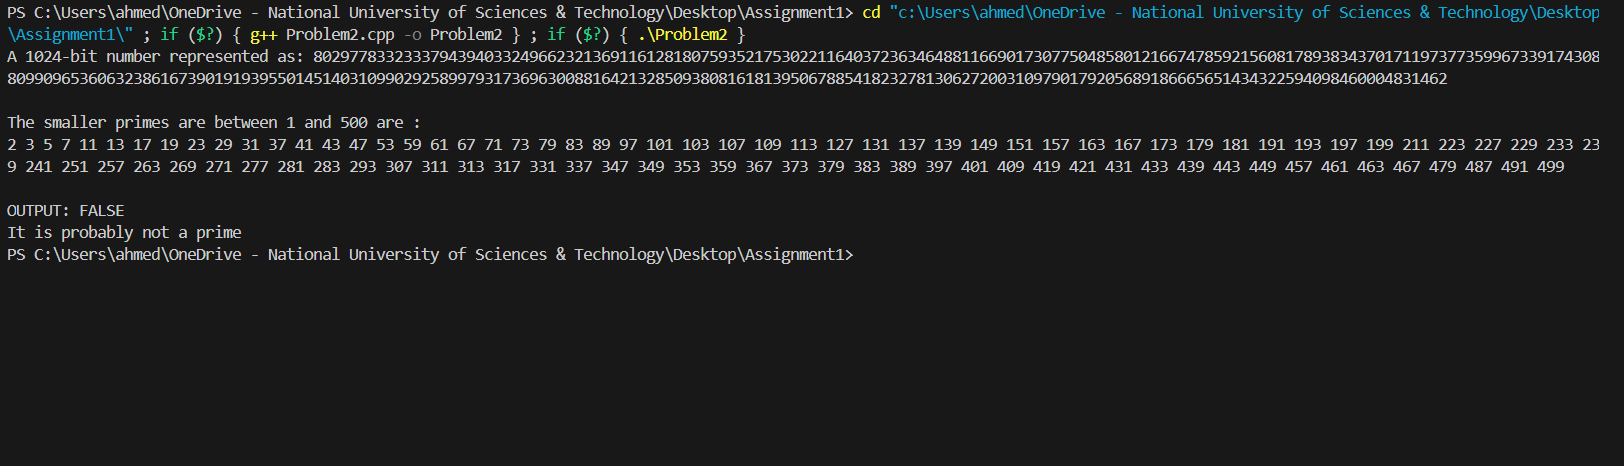 PS C:\Users\ahmed\OneDrive - National University of Sciences & Technology\Desktop\Assignment1> cd "c:\Users\ahmed\OneDrive - National University of Sciences & Technology\Desktop
\Assignment1\" ; if ($?) { g++ Problem2.cpp -o Problem2 } ; if ($?) { .\Problem2 }
A 1024-bit number represented as: 8029778332333794394033249662321369116128180759352175302211640372363464881166901730775048580121667478592156081789383437017119737735996733917430
8099096536063238616739019193955014514031099029258997931736963008816421328509380816181395067885418232781306272003109790179205689186665651434322594098460004831462

The smaller primes are between 1 and 500 are :
2 3 5 7 11 13 17 19 23 29 31 37 41 43 47 53 59 61 67 71 73 79 83 89 97 101 103 107 109 113 127 131 137 139 149 151 157 163 167 173 179 181 191 193 197 199 211 223 227 229 233 23
9 241 251 257 263 269 271 277 281 283 293 307 311 313 317 331 337 347 349 353 359 367 373 379 383 389 397 401 409 419 421 431 433 439 443 449 457 461 463 467 479 487 491 499

OUTPUT: FALSE
It is probably not a prime
PS C:\Users\ahmed\OneDrive - National University of Sciences & Technology\Desktop\Assignment1>